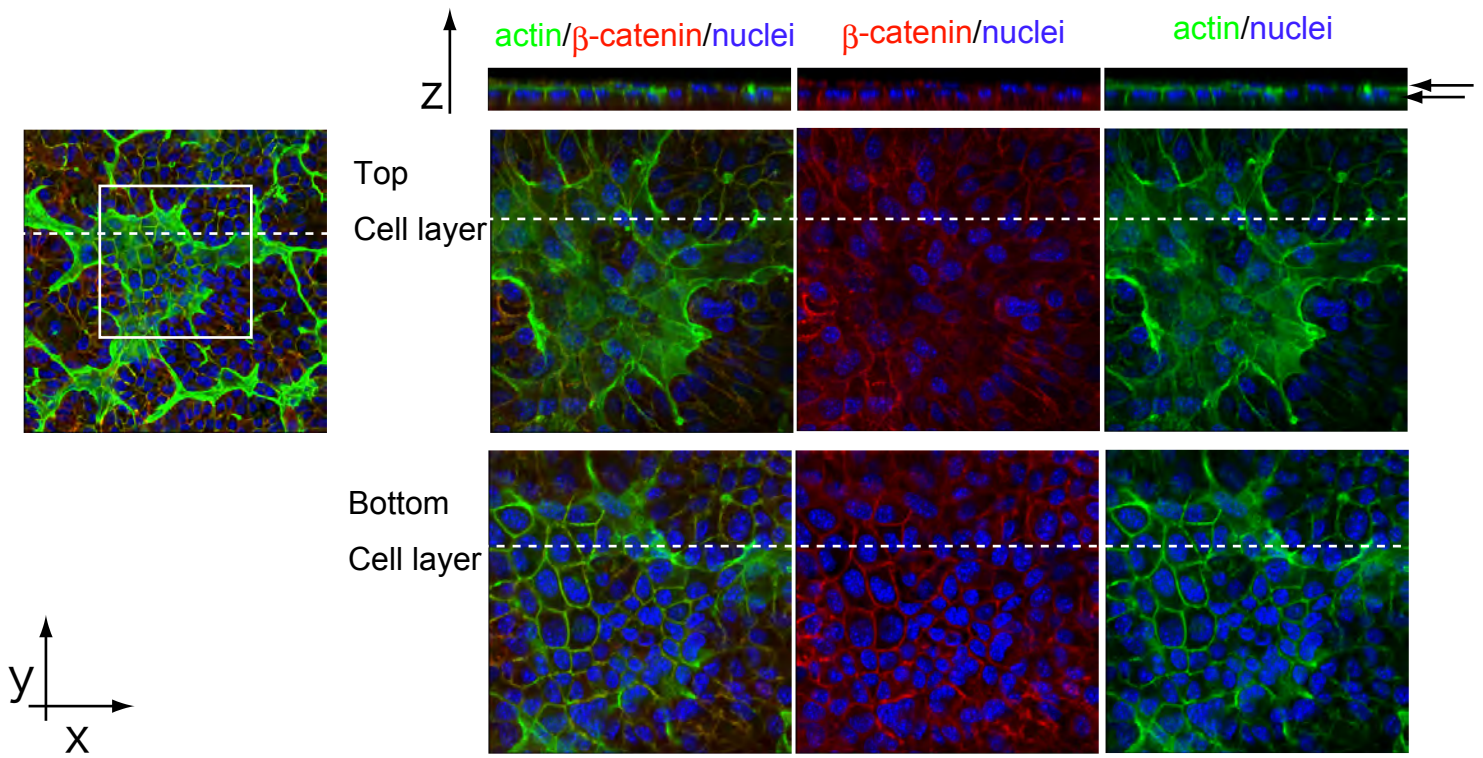 actin/β-catenin/nuclei
β-catenin/nuclei
actin/nuclei
z
Top
Cell layer
Bottom
Cell layer
y
x